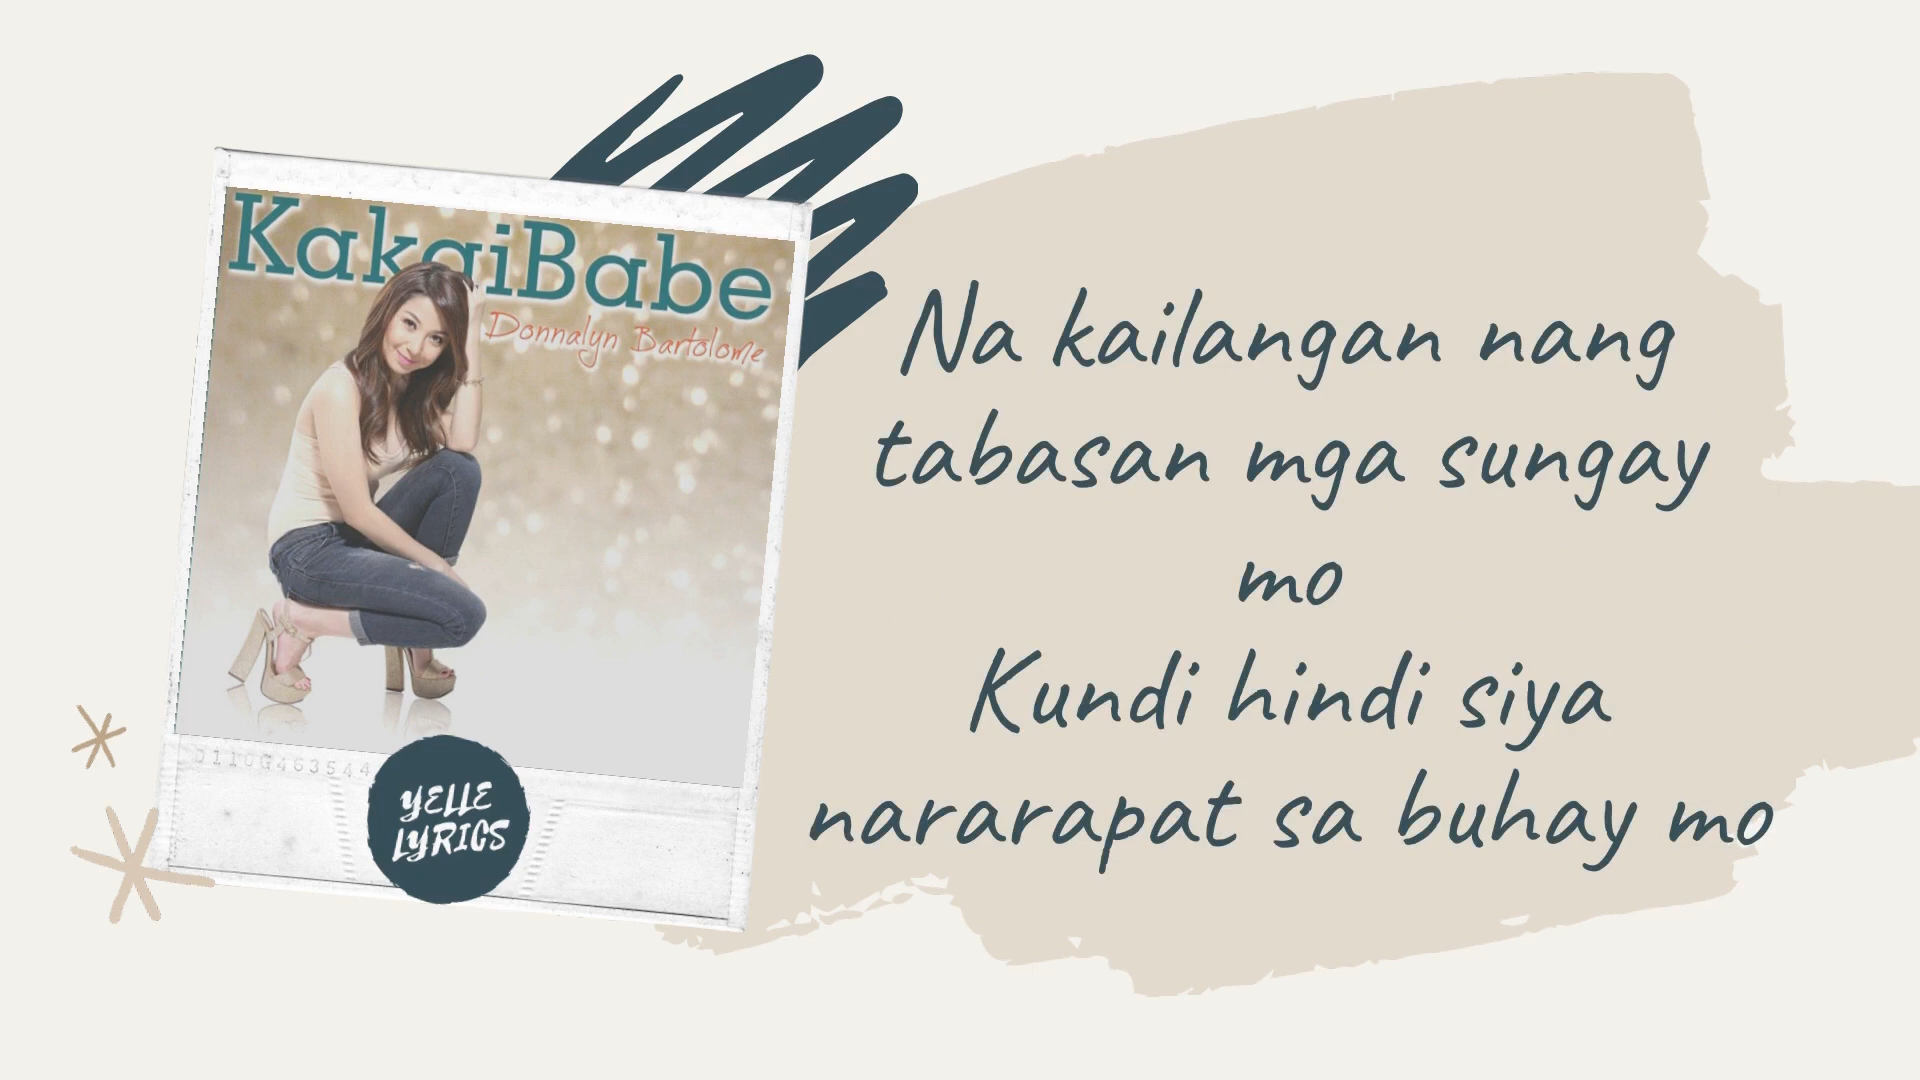 KakaiBabe
Donnalyn Bartolome
Na kailangan nang
tabasan mga sungay
mo
Kundi hindi siya
nararapat sa buhay mo
YELLE
LYRICS